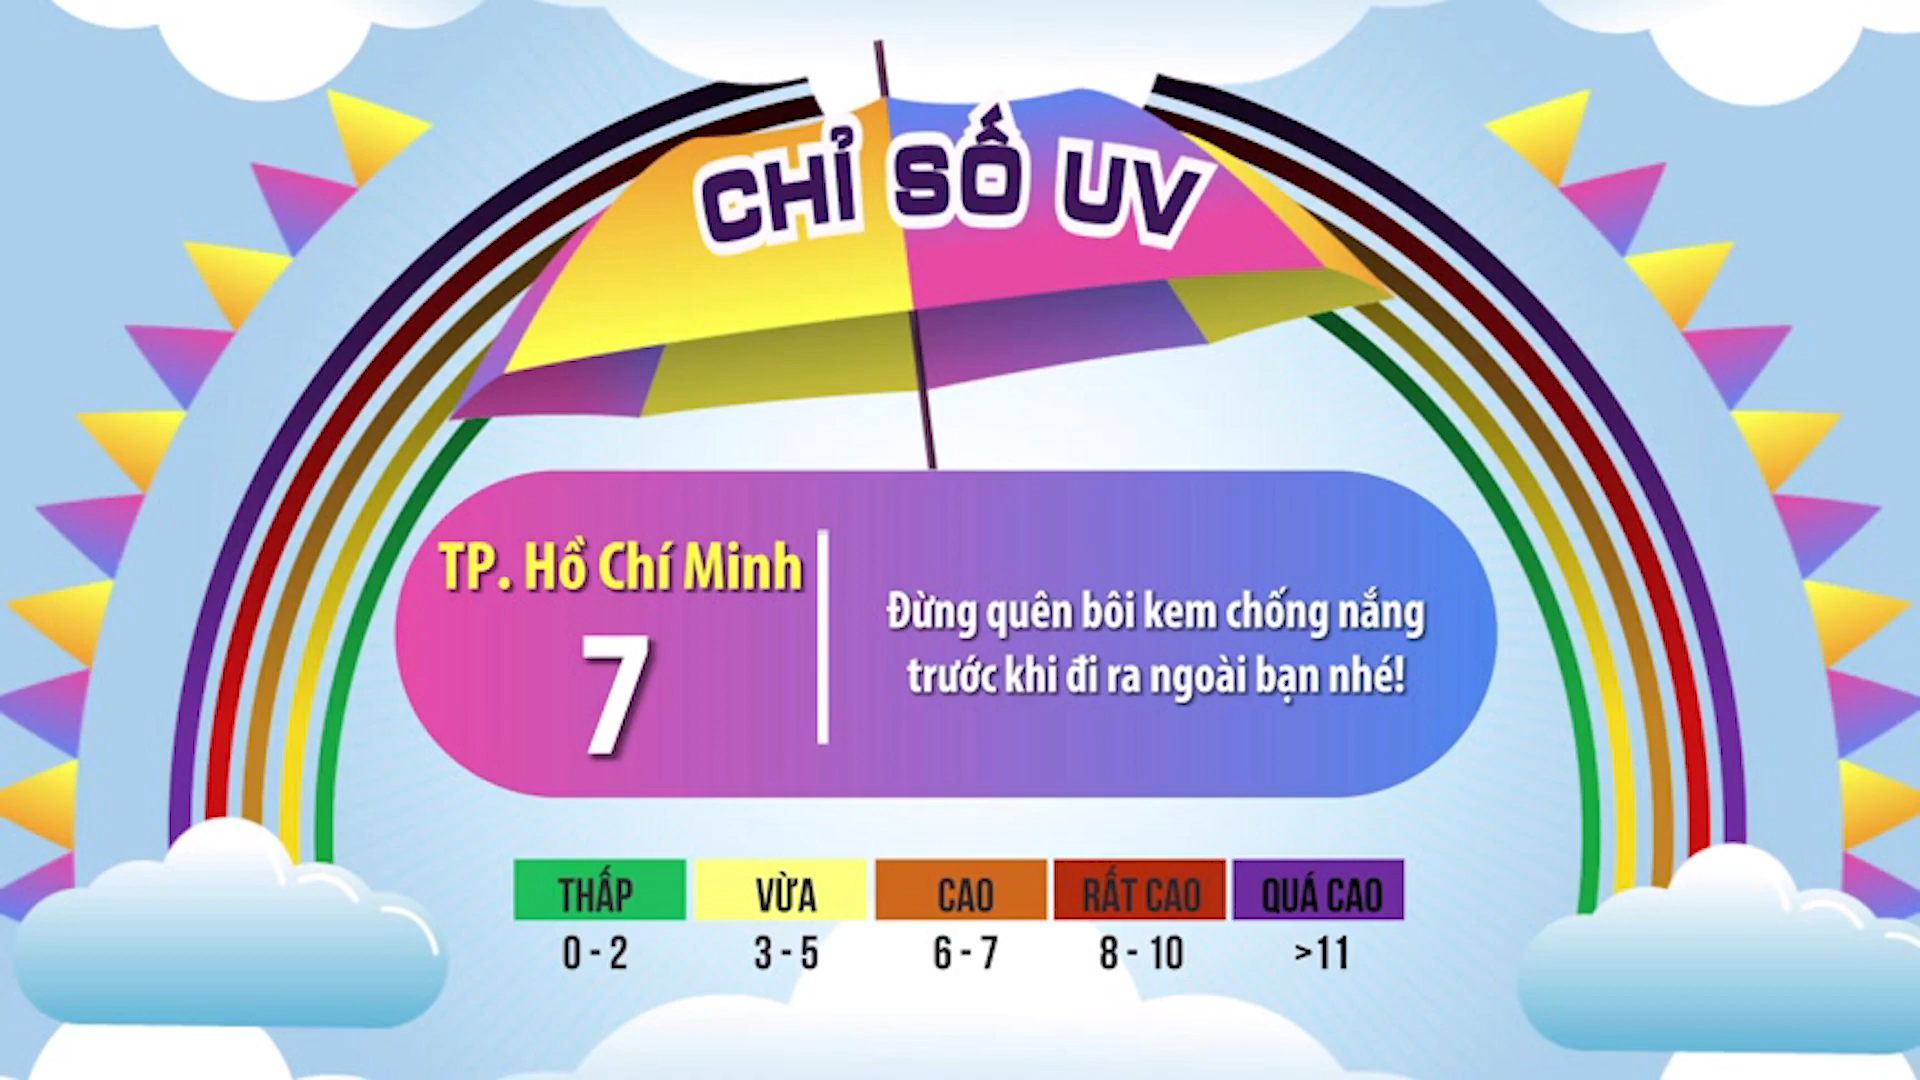 CHỈ SỐ UV
TP. Hồ Chí Minh
7
Đừng quên bôi kem chống nắng
trước khi đi ra ngoài bạn nhé!
THẤP VỪA CAO RẤT CAO QUÁ CAO
0 - 2 3 - 5 6 - 7 8 - 10 >11